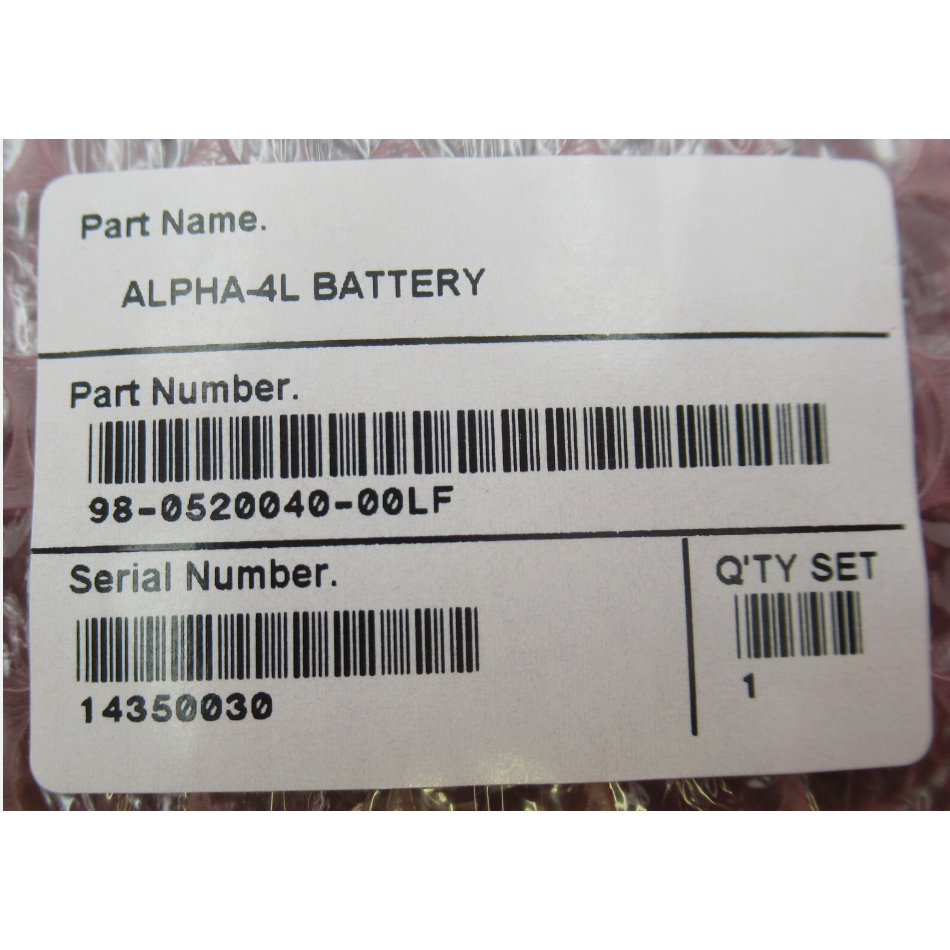 Part Name.
ALPHA-4L BATTERY
Part Number.
98-0520040-00LF
Serial Number.
14350030
Q'TY SET
1